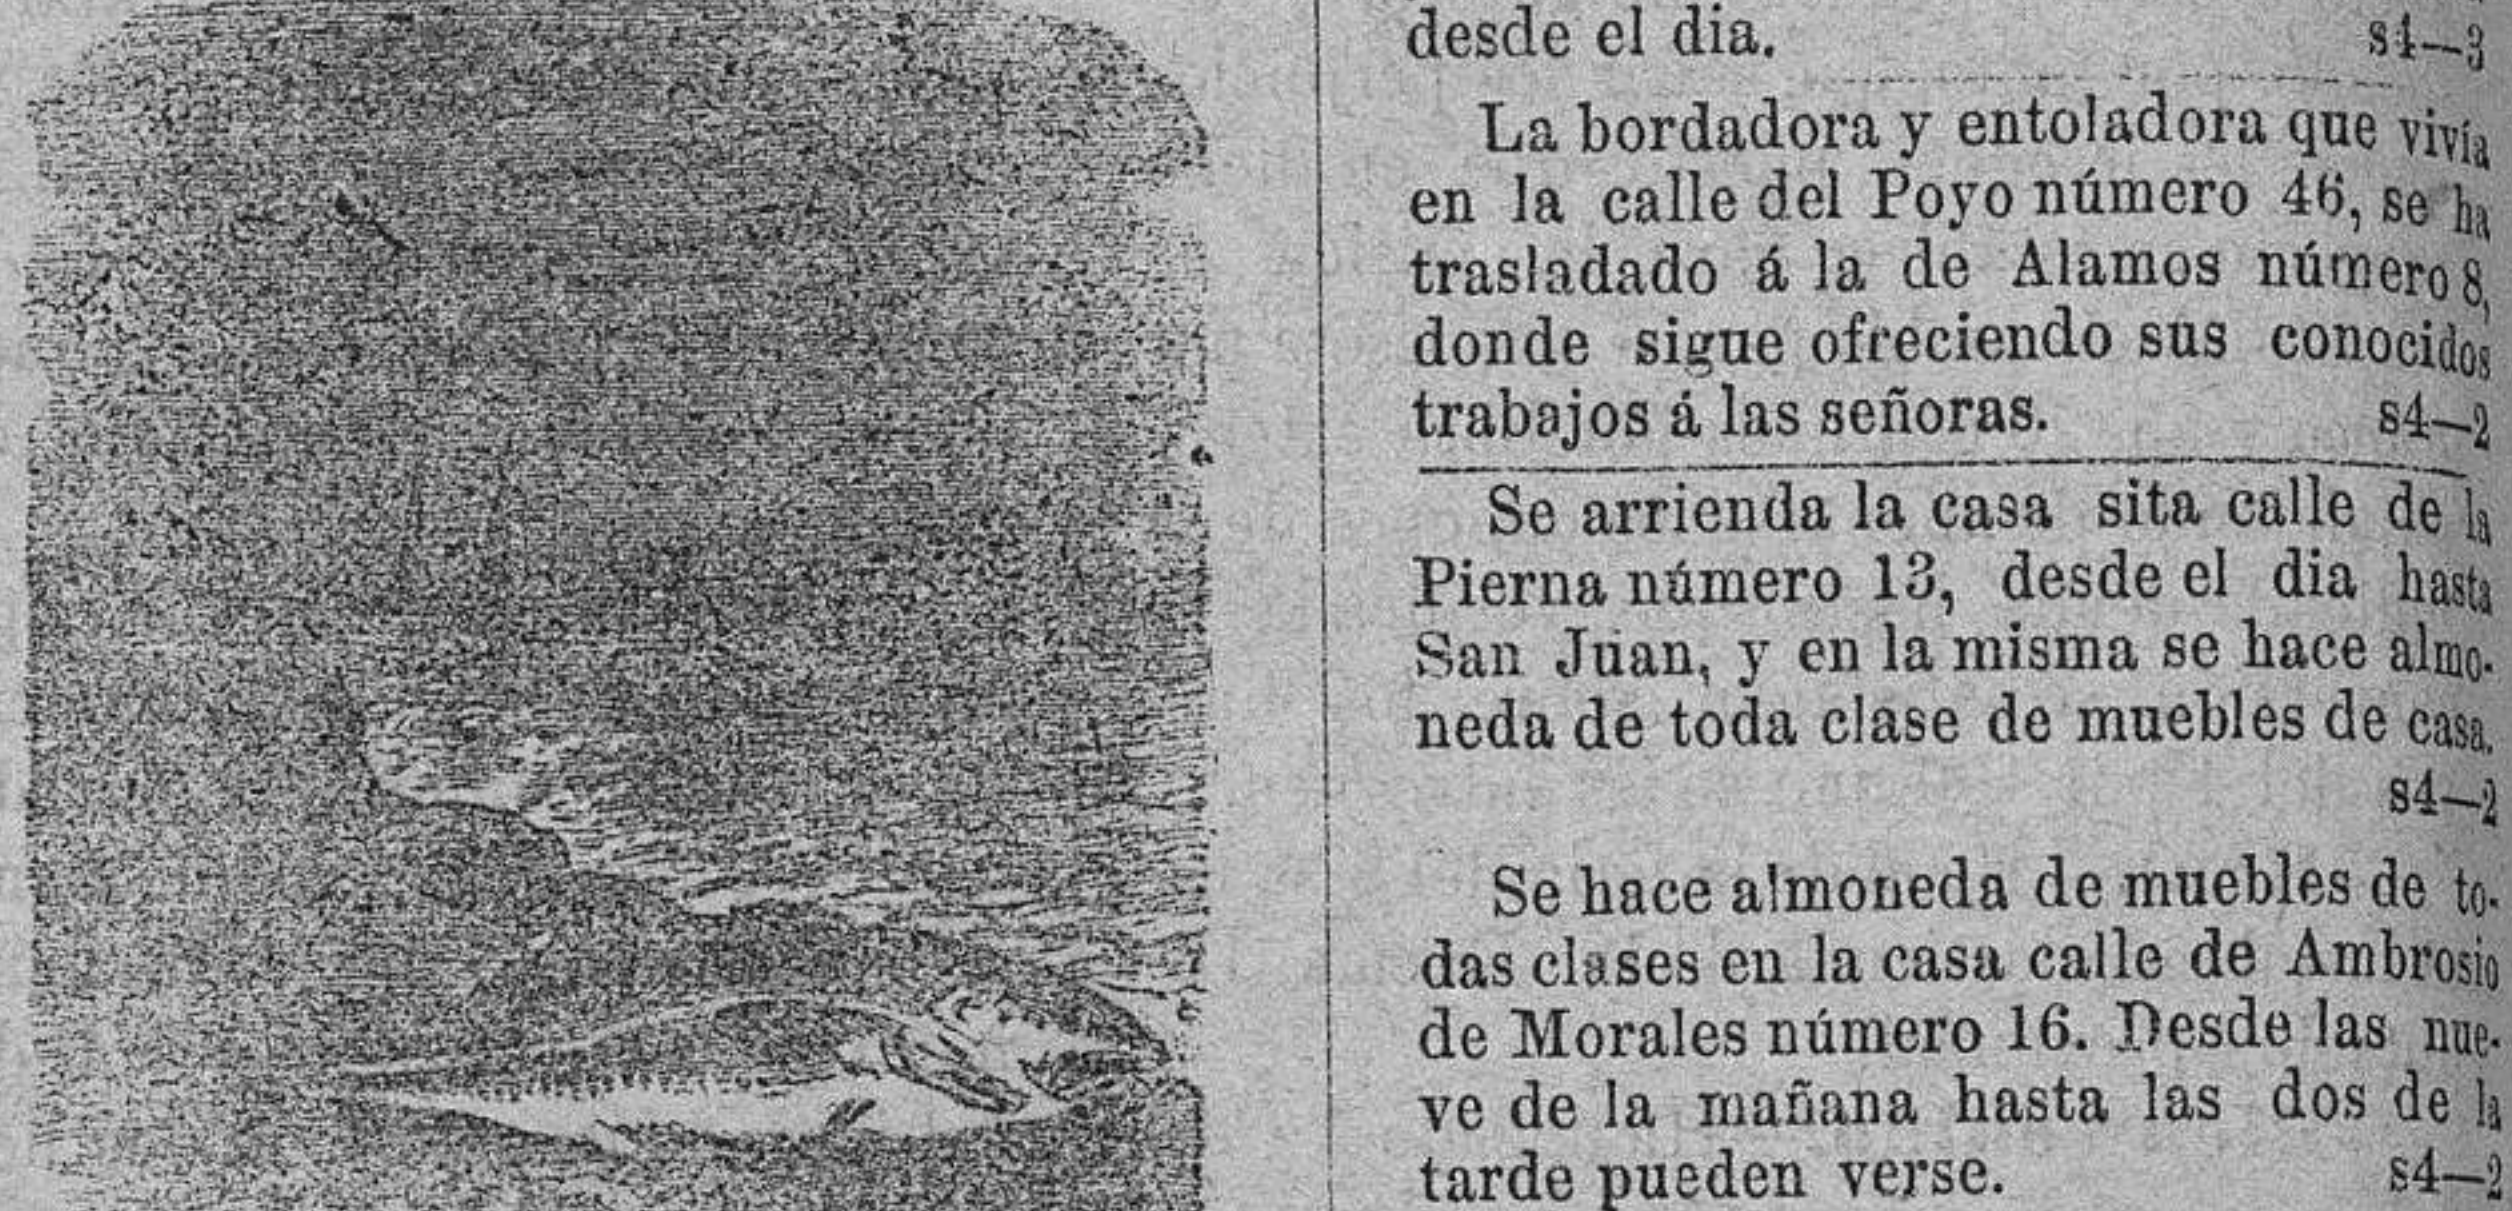 desde el dia. s4—3
La bordadora y entoladora que vivía
en la calle del Poyo número 46, se ha
trasladado á la de Alamos número 8,
donde sigue ofreciendo sus conocidos
trabajos á las señoras. s4—2
Se arrienda la casa sita calle de la
Pierna número 13, desde el dia hasta
San Juan, y en la misma se hace almo-
neda de toda clase de muebles de casa.
s4—2
Se hace almoneda de muebles de to-
das clases en la casa calle de Ambrosio
de Morales número 16. Desde las nue-
ve de la mañana hasta las dos de la
tarde pueden verse. s4—2